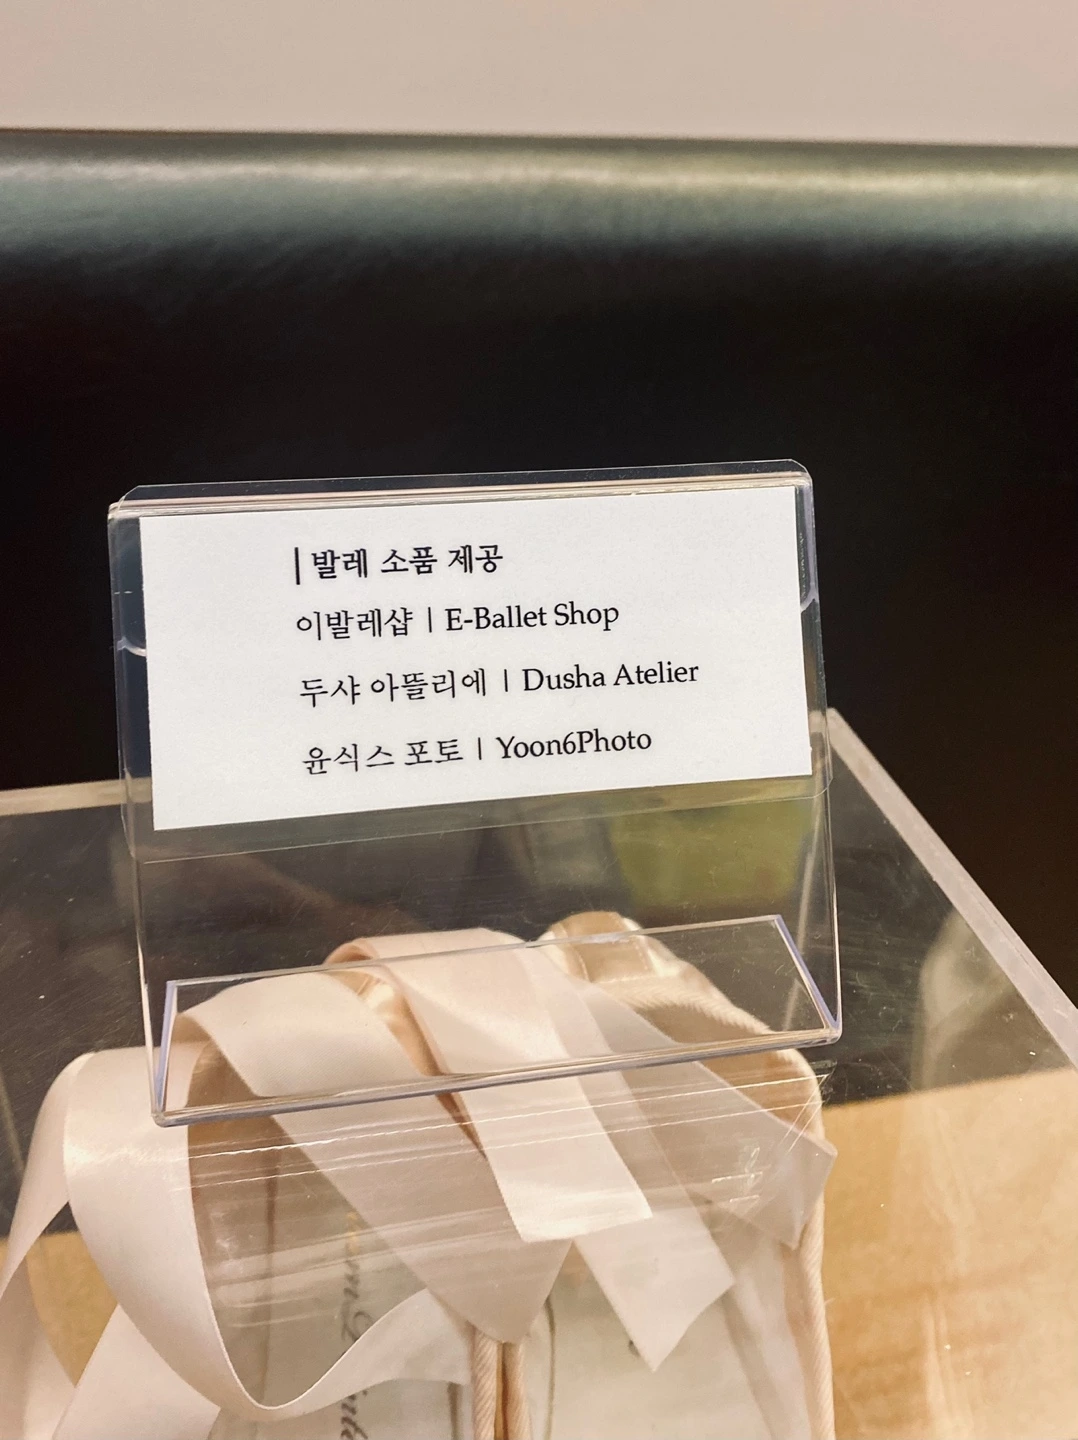 | 발레 소품 제공
이발레샵 | E-Ballet Shop
두샤 아뜰리에 | Dusha Atelier
윤식스 포토 | Yoon6Photo